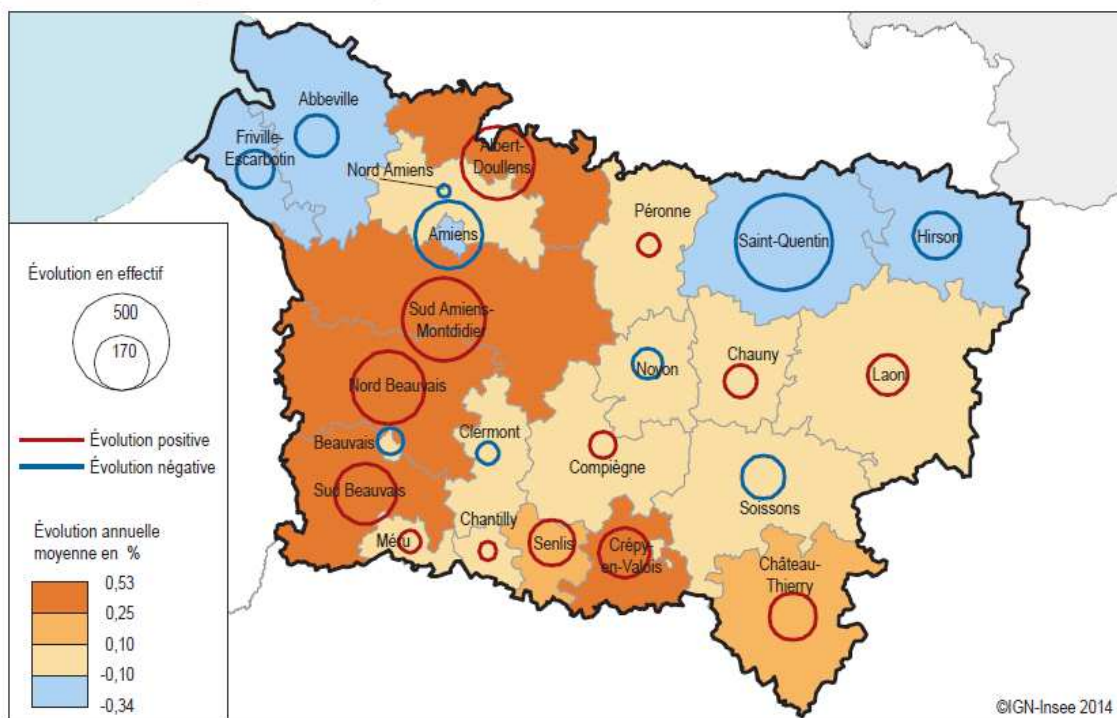 Abbeville
Friville-
Escarbotin
Nord Amiens
Albert-
Doullens
Amiens
Péronne
Saint-Quentin
Hirson
Sud Amiens-
Montdidier
Noyon
Chauny
Laon
Nord Beauvais
Beauvais
Clermont
Compiègne
Soissons
Sud Beauvais
Méru
Chantilly
Senlis
Crépy-
en-Valois
Château-
Thierry
Évolution en effectif
500
170
Évolution positive
Évolution négative
Évolution annuelle
moyenne en %
0,53
0,25
0,10
-0,10
-0,34
©IGN-Insee 2014